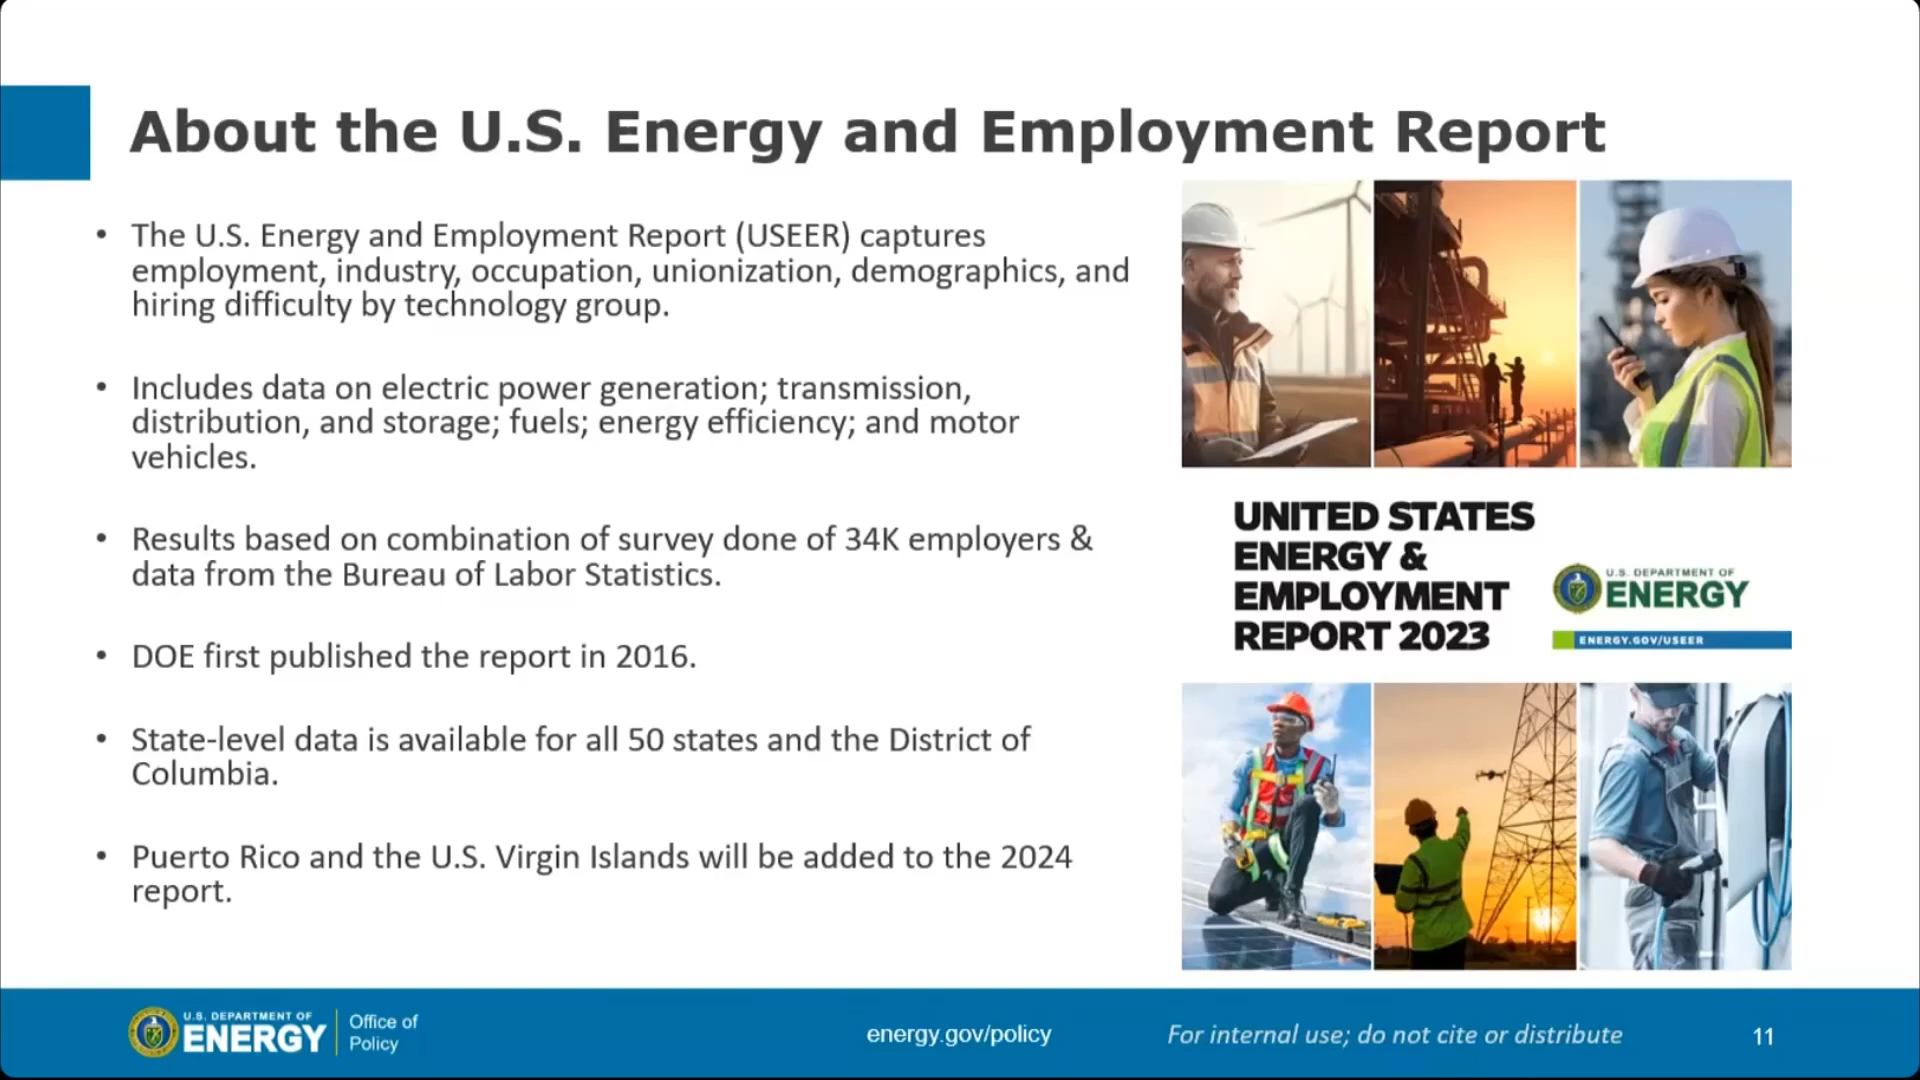 About the U.S. Energy and Employment Report
• The U.S. Energy and Employment Report (USEER) captures
employment, industry, occupation, unionization, demographics, and
hiring difficulty by technology group.
• Includes data on electric power generation; transmission,
distribution, and storage; fuels; energy efficiency; and motor
vehicles.
• Results based on combination of survey done of 34K employers &
data from the Bureau of Labor Statistics.
• DOE first published the report in 2016.
• State-level data is available for all 50 states and the District of
Columbia.
• Puerto Rico and the U.S. Virgin Islands will be added to the 2024
report.
UNITED STATES
ENERGY &
EMPLOYMENT
REPORT 2023
U.S. DEPARTMENT OF
ENERGY
ENERGY.GOV/USEER
U.S. DEPARTMENT OF
ENERGY
Office of
Policy
energy.gov/policy
For internal use; do not cite or distribute
11